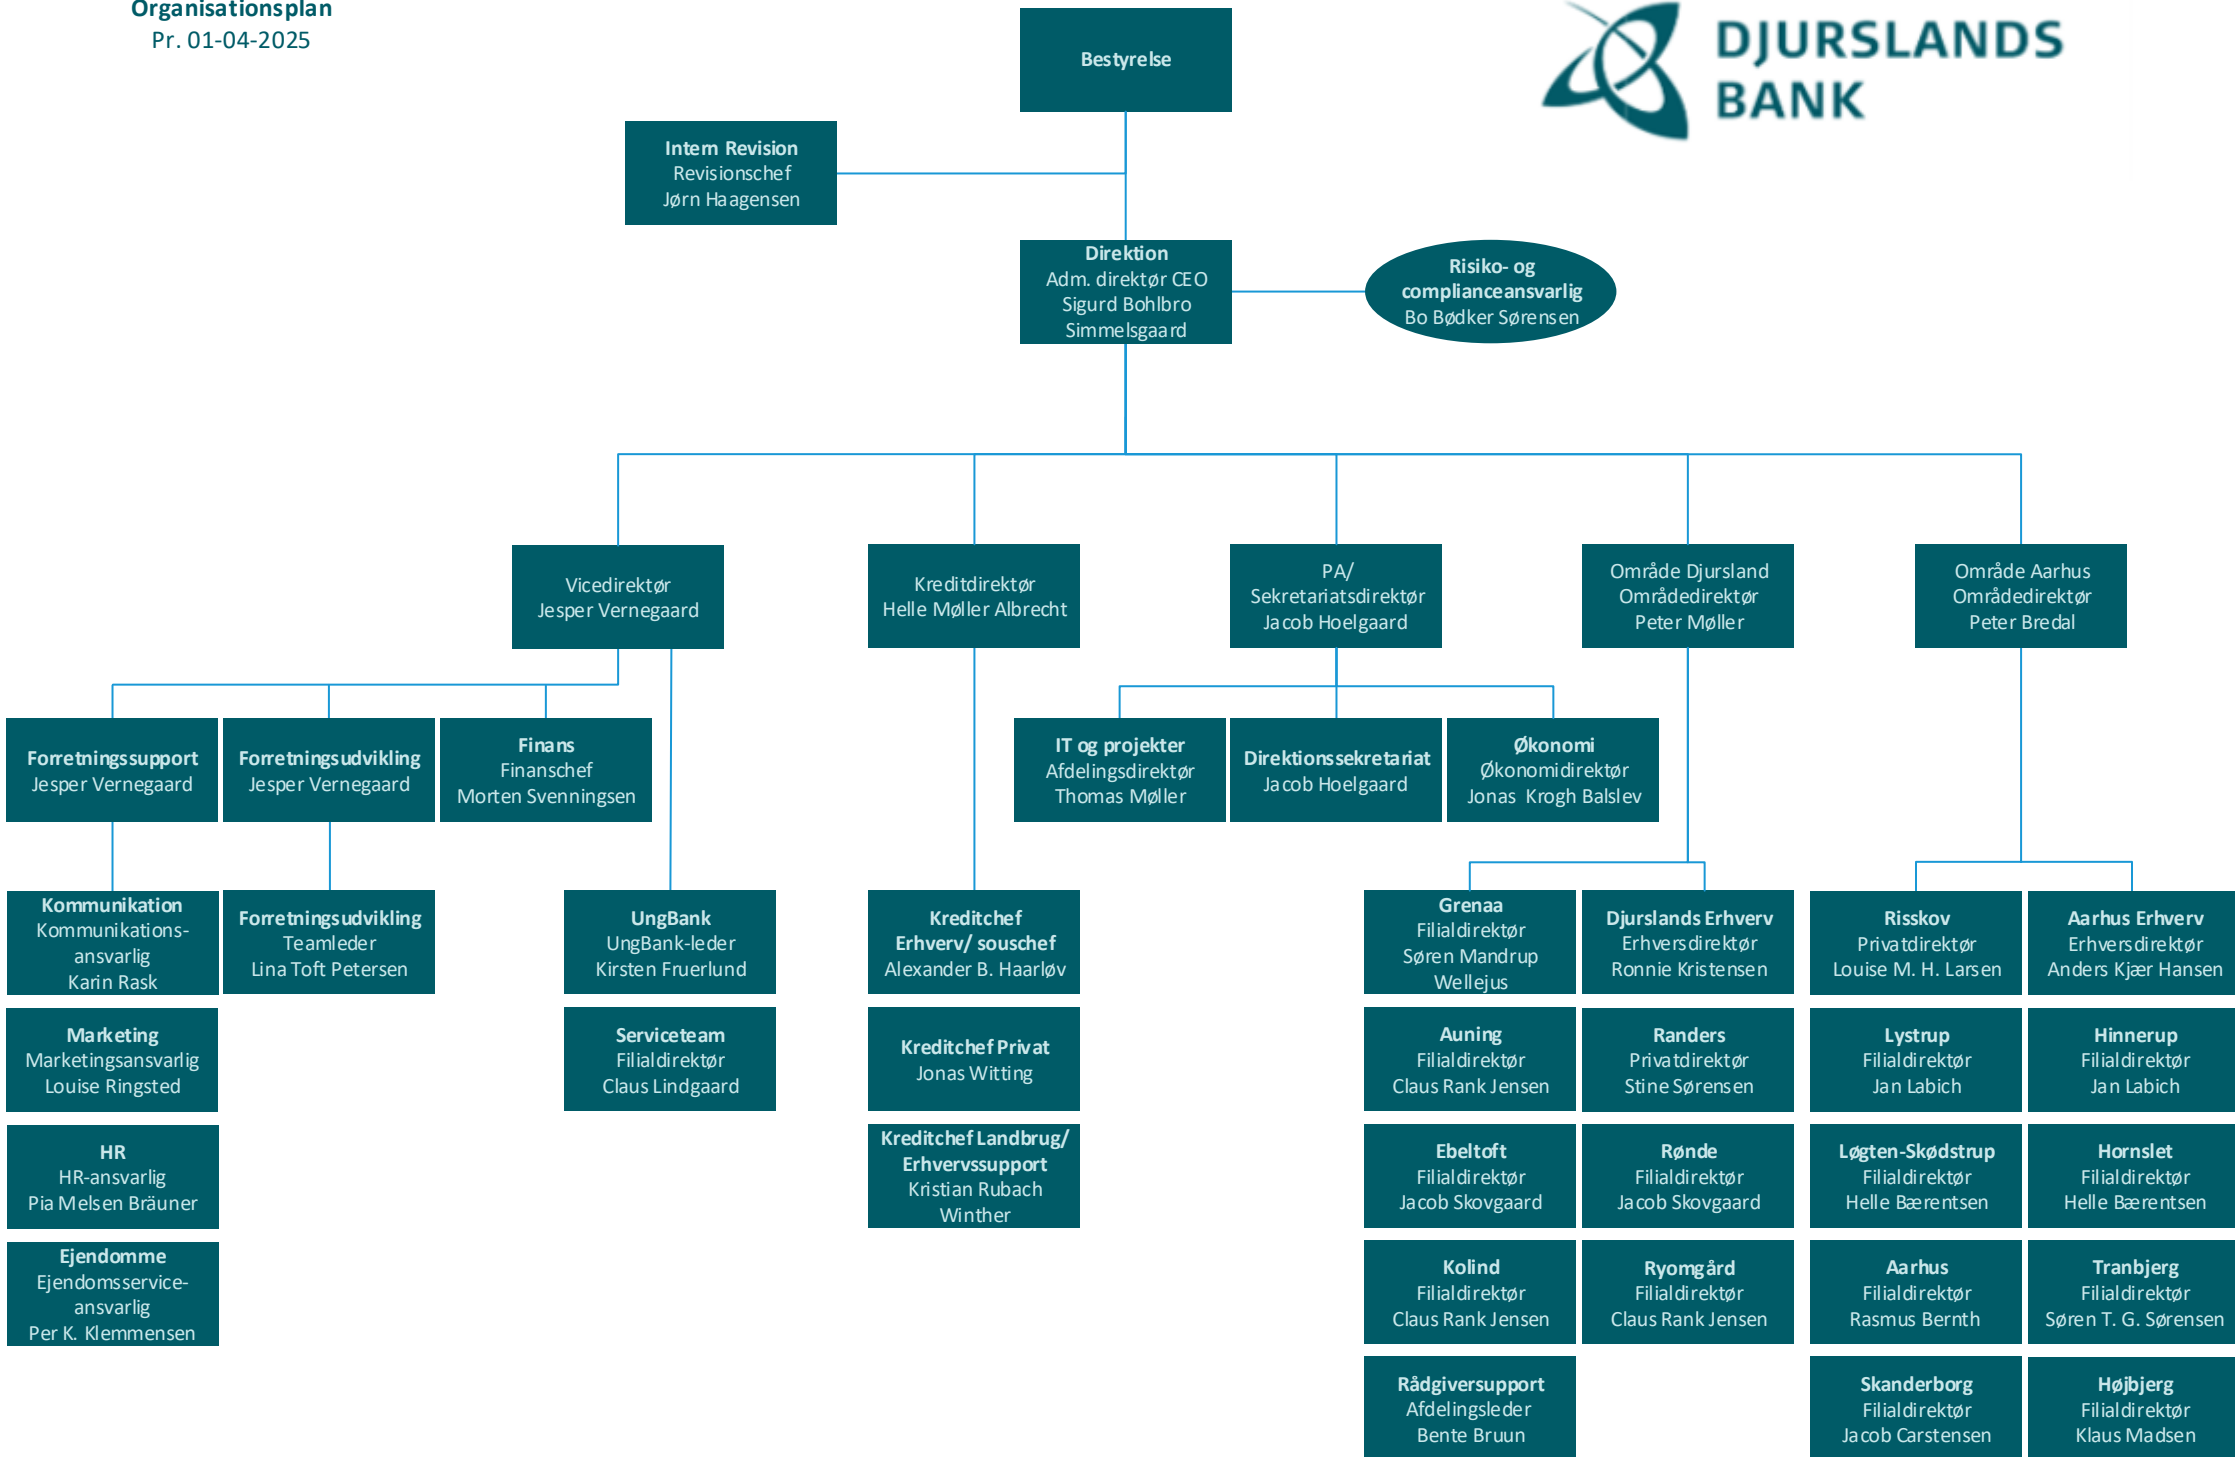 Organisationsplan
Pr. 01-04-2025
DJURSLANDS
BANK
Bestyrelse
Intern Revision
Revisionschef
Jørn Haagensen
Direktion
Adm. direktør CEO
Sigurd Bohlbro
Simmelsgaard
Risiko- og
complianceansvarlig
Bo Bødker Sørensen
Vicedirektør
Jesper Vernegaard
Kreditdirektør
Helle Møller Albrecht
PA/
Sekretariatsdirektør
Jacob Hoelgaard
Område Djursland
Områdedirektør
Peter Møller
Område Aarhus
Områdedirektør
Peter Bredal
Forretningssupport
Jesper Vernegaard
Forretningsudvikling
Jesper Vernegaard
Finans
Finanschef
Morten Svenningsen
IT og projekter
Afdelingsdirektør
Thomas Møller
Direktionssekretariat
Jacob Hoelgaard
Økonomi
Økonomidirektør
Jonas Krogh Balslev
Kommunikation
Kommunikations-
ansvarlig
Karin Rask
Forretningsudvikling
Teamleder
Lina Toft Petersen
UngBank
UngBank-leder
Kirsten Fruerlund
Kreditchef
Erhverv/ souschef
Alexander B. Haarløv
Grenaa
Filialdirektør
Søren Mandrup
Wellejus
Djurslands Erhverv
Erhversdirektør
Ronnie Kristensen
Risskov
Privatdirektør
Louise M. H. Larsen
Aarhus Erhverv
Erhversdirektør
Anders Kjær Hansen
Marketing
Marketingsansvarlig
Louise Ringsted
Serviceteam
Filialdirektør
Claus Lindgaard
Kreditchef Privat
Jonas Witting
Auning
Filialdirektør
Claus Rank Jensen
Randers
Privatdirektør
Stine Sørensen
Lystrup
Filialdirektør
Jan Labich
Hinnerup
Filialdirektør
Jan Labich
HR
HR-ansvarlig
Pia Melsen Bräuner
Kreditchef Landbrug/
Erhvervssupport
Kristian Rubach
Winther
Ebeltoft
Filialdirektør
Jacob Skovgaard
Rønde
Filialdirektør
Jacob Skovgaard
Løgten-Skødstrup
Filialdirektør
Helle Bærentsen
Hornslet
Filialdirektør
Helle Bærentsen
Ejendomme
Ejendomsservice-
ansvarlig
Per K. Klemmensen
Kolind
Filialdirektør
Claus Rank Jensen
Ryomgård
Filialdirektør
Claus Rank Jensen
Aarhus
Filialdirektør
Rasmus Bernth
Tranbjerg
Filialdirektør
Søren T. G. Sørensen
Rådgiversupport
Afdelingsleder
Bente Bruun
Skanderborg
Filialdirektør
Jacob Carstensen
Højbjerg
Filialdirektør
Klaus Madsen